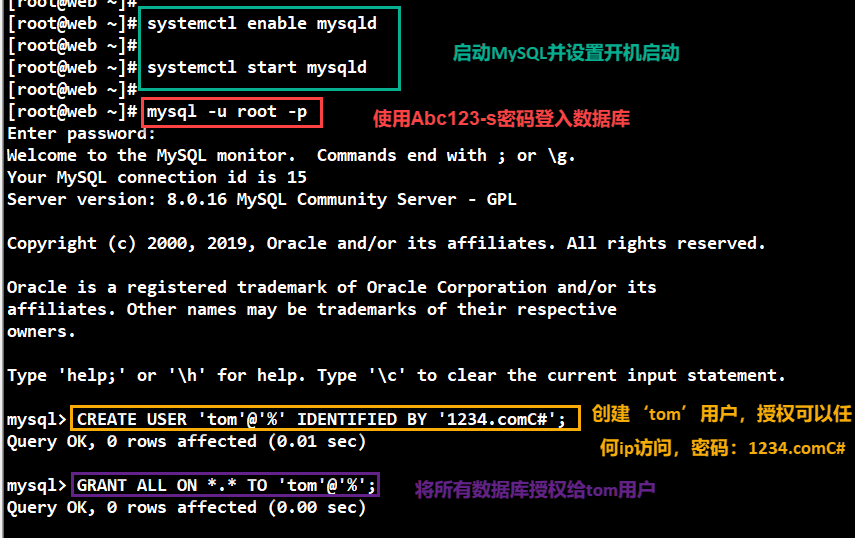 [root@web ~]#
[root@web ~]# systemctl enable mysqld
[root@web ~]#
[root@web ~]# systemctl start mysqld
启动MySQL并设置开机启动
[root@web ~]#
[root@web ~]# mysql -u root -p
使用Abc123-s密码登入数据库
Enter password:
Welcome to the MySQL monitor.  Commands end with ; or \g.
Your MySQL connection id is 15
Server version: 8.0.16 MySQL Community Server - GPL
Copyright (c) 2000, 2019, Oracle and/or its affiliates. All rights reserved.
Oracle is a registered trademark of Oracle Corporation and/or its
affiliates. Other names may be trademarks of their respective
owners.
Type 'help;' or '\h' for help. Type '\c' to clear the current input statement.
mysql> CREATE USER 'tom'@'%' IDENTIFIED BY '1234.comC#';
创建‘tom’用户，授权可以任
何ip访问，密码：1234.comC#
Query OK, 0 rows affected (0.01 sec)
mysql> GRANT ALL ON *.* TO 'tom'@'%';
将所有数据库授权给tom用户
Query OK, 0 rows affected (0.00 sec)